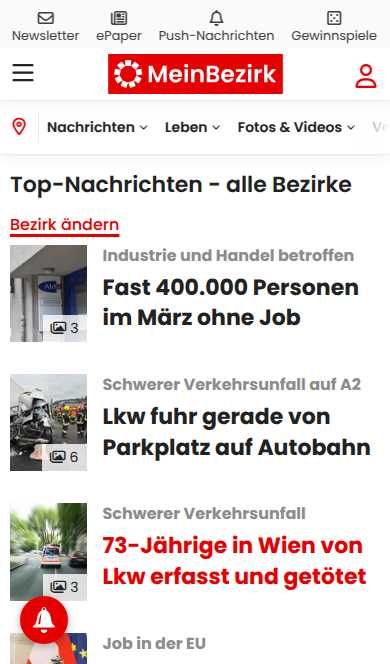 Newsletter ePaper Push-Nachrichten Gewinnspiele
MeinBezirk
Nachrichten Leben Fotos & Videos
Top-Nachrichten - alle Bezirke
Bezirk ändern
Industrie und Handel betroffen
Fast 400.000 Personen
im März ohne Job
3
Schwerer Verkehrsunfall auf A2
Lkw fuhr gerade von
Parkplatz auf Autobahn
6
Schwerer Verkehrsunfall
73-Jährige in Wien von
Lkw erfasst und getötet
3
Job in der EU